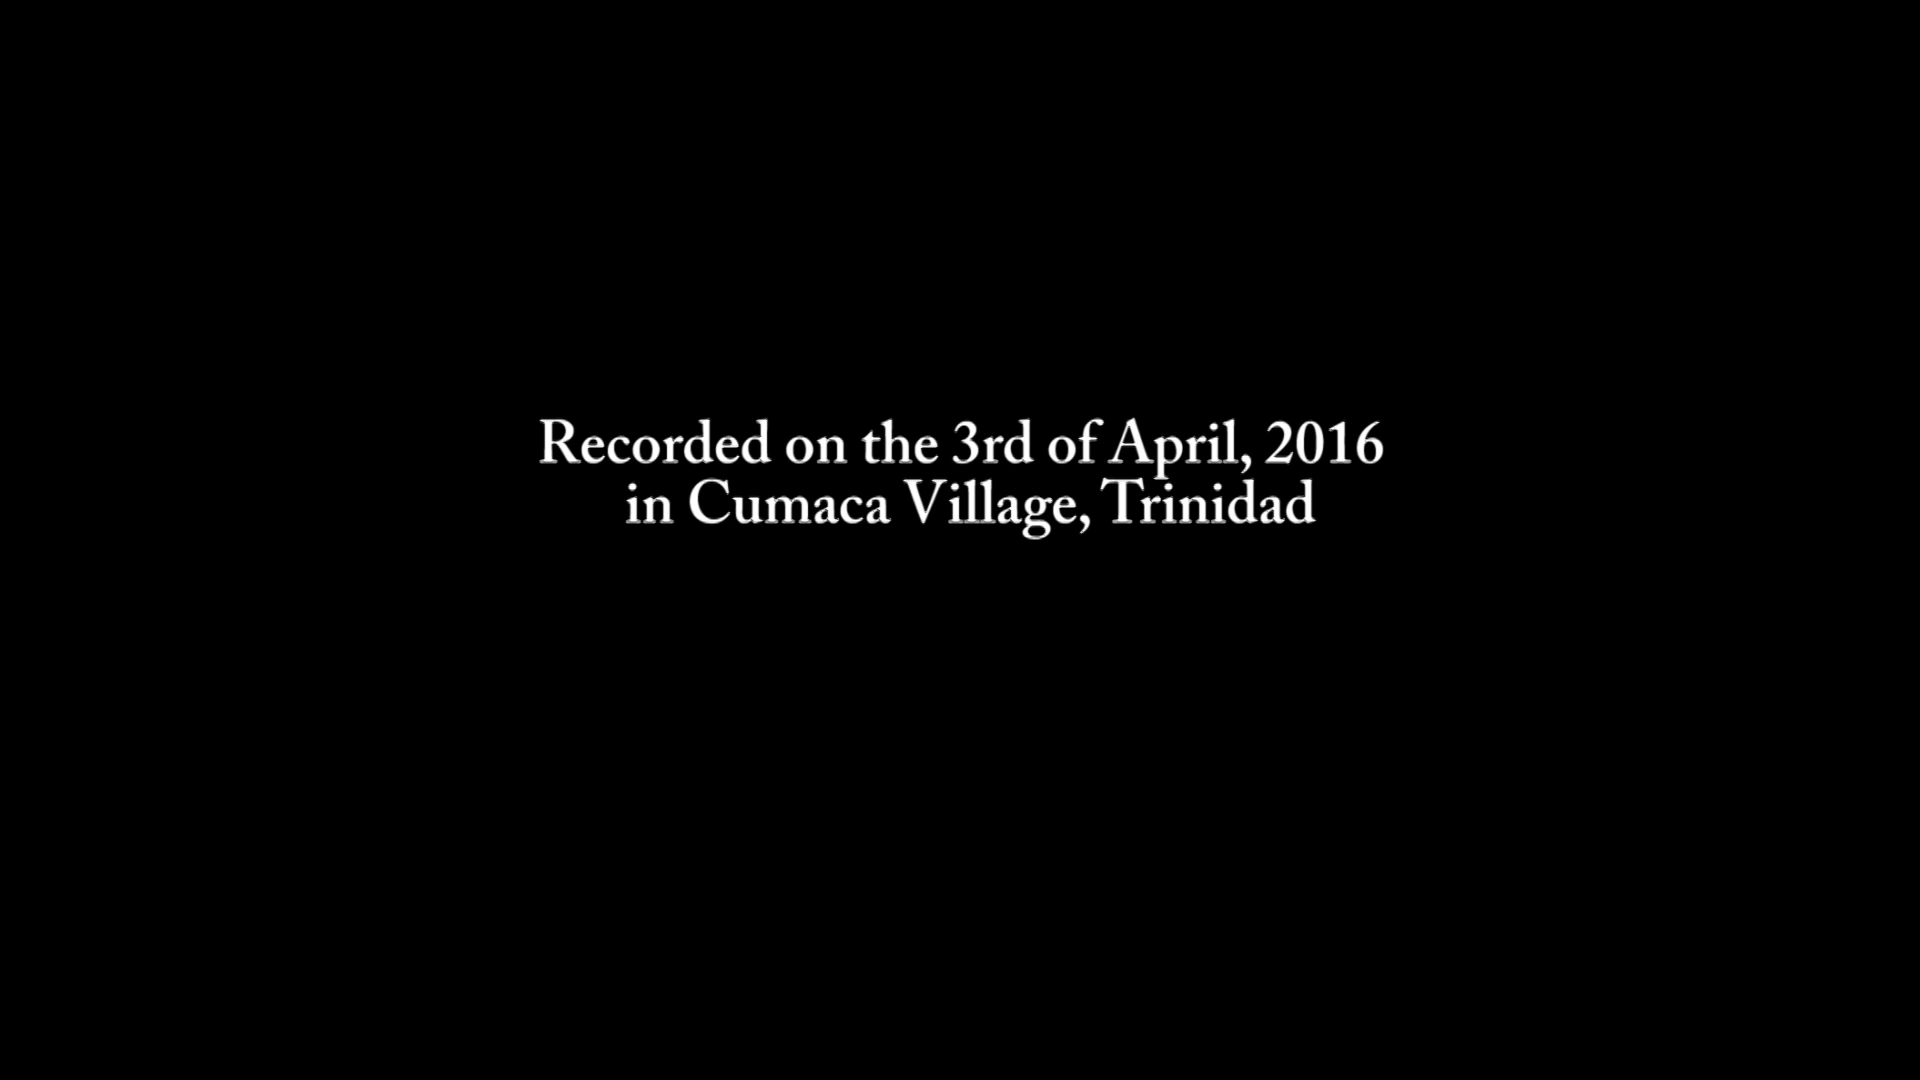 Recorded on the 3rd of April, 2016
in Cumaca Village, Trinidad